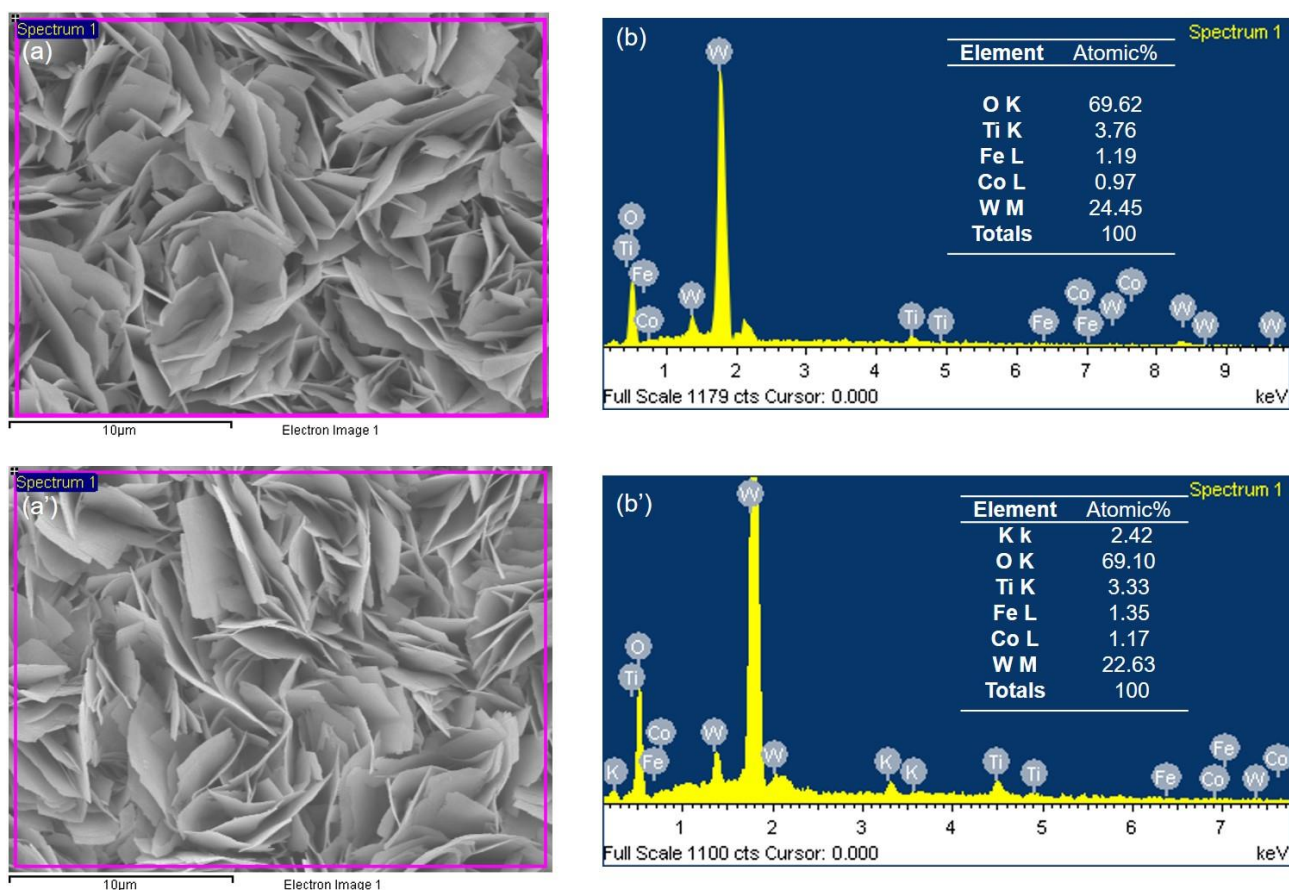 Spectrum 1
(a)
10µm Electron Image 1
(b)
Spectrum 1
Element Atomic%
O K 69.62
Ti K 3.76
Fe L 1.19
Co L 0.97
W M 24.45
Totals 100
W
O
Ti Fe
Co W Ti Ti Fe Co Fe W Co W W W
1 2 3 4 5 6 7 8 9
Full Scale 1179 cts Cursor: 0.000 keV
Spectrum 1
(a')
10µm Electron Image 1
(b')
Spectrum 1
Element Atomic%
K k 2.42
O K 69.10
Ti K 3.33
Fe L 1.35
Co L 1.17
W M 22.63
Totals 100
W
O
Ti
Co W W Fe Co
K Fe K K Ti Ti Fe Co W
1 2 3 4 5 6 7
Full Scale 1100 cts Cursor: 0.000 keV